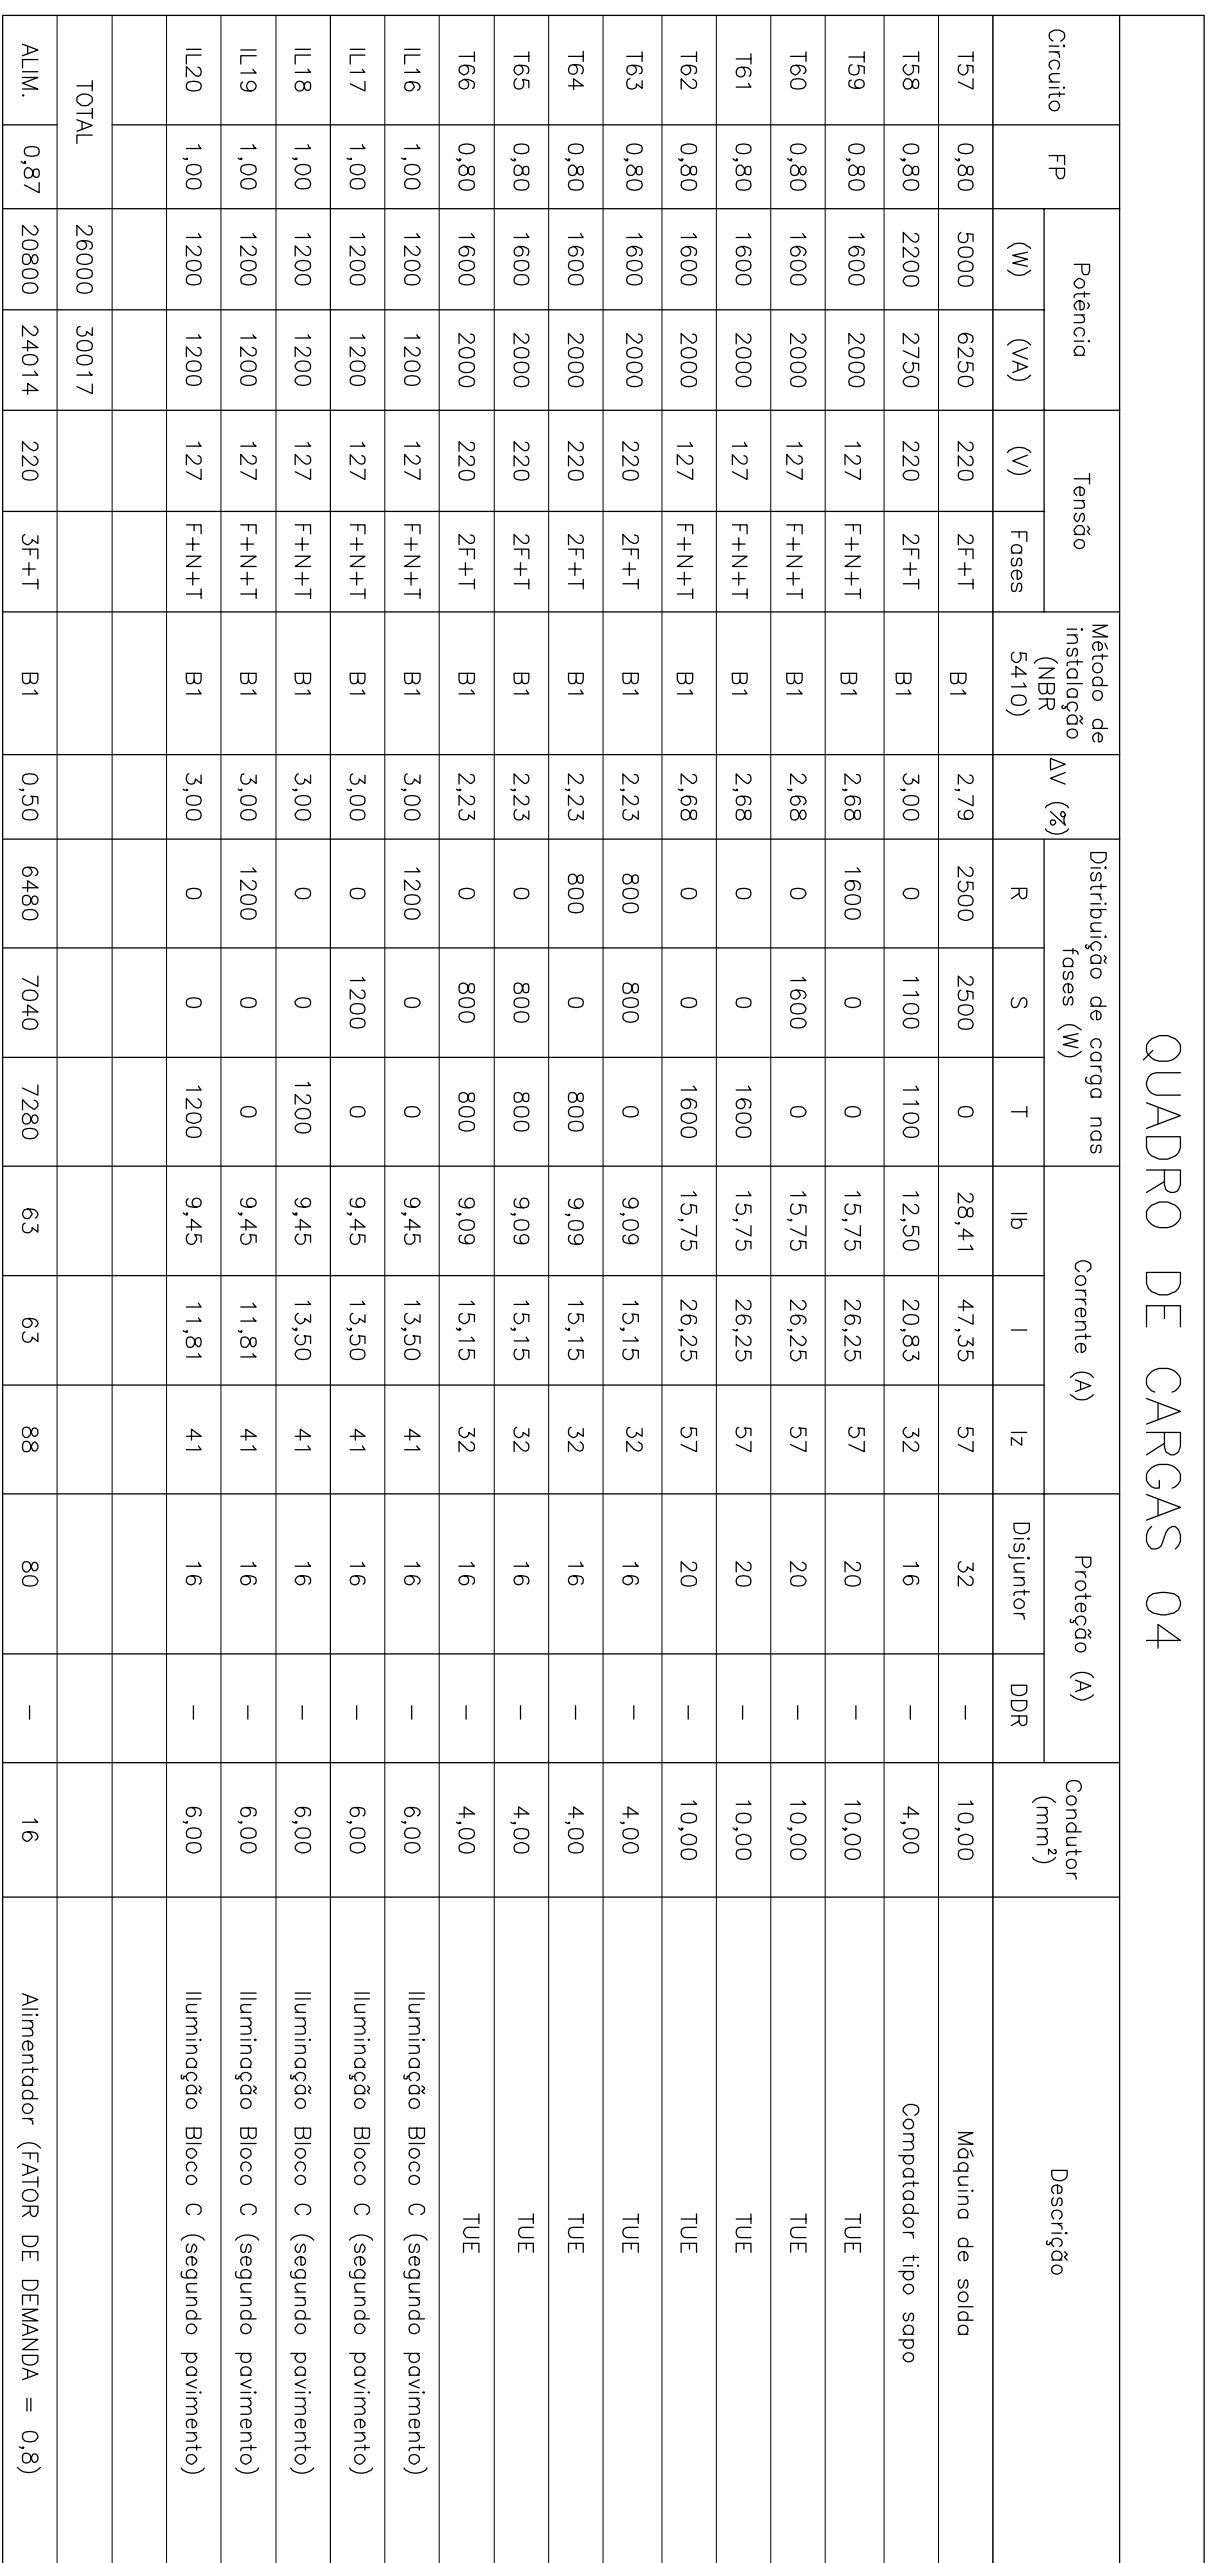 QUADRO DE CARGAS 04
Circuito FP Potência Tensão Método de instalação (NBR 5410) ΔV (%) Distribuição de carga nas fases (W) Corrente (A) Proteção (A) Condutor (mm²) Descrição
(W) (VA) (V) Fases R S T Ib I Iz Disjuntor DDR
T57 0,80 5000 6250 220 2F+T B1 2,79 2500 2500 0 28,41 47,35 57 32 – 10,00 Máquina de solda
T58 0,80 2200 2750 220 2F+T B1 3,00 0 1100 1100 12,50 20,83 32 16 – 4,00 Compatador tipo sapo
T59 0,80 1600 2000 127 F+N+T B1 2,68 1600 0 0 15,75 26,25 57 20 – 10,00 TUE
T60 0,80 1600 2000 127 F+N+T B1 2,68 0 1600 0 15,75 26,25 57 20 – 10,00 TUE
T61 0,80 1600 2000 127 F+N+T B1 2,68 0 0 1600 15,75 26,25 57 20 – 10,00 TUE
T62 0,80 1600 2000 127 F+N+T B1 2,68 0 0 1600 15,75 26,25 57 20 – 10,00 TUE
T63 0,80 1600 2000 220 2F+T B1 2,23 800 800 0 9,09 15,15 32 16 – 4,00 TUE
T64 0,80 1600 2000 220 2F+T B1 2,23 800 0 800 9,09 15,15 32 16 – 4,00 TUE
T65 0,80 1600 2000 220 2F+T B1 2,23 0 800 800 9,09 15,15 32 16 – 4,00 TUE
T66 0,80 1600 2000 220 2F+T B1 2,23 0 800 800 9,09 15,15 32 16 – 4,00 TUE
IL16 1,00 1200 1200 127 F+N+T B1 3,00 1200 0 0 9,45 13,50 41 16 – 6,00 Iluminação Bloco C (segundo pavimento)
IL17 1,00 1200 1200 127 F+N+T B1 3,00 0 1200 0 9,45 13,50 41 16 – 6,00 Iluminação Bloco C (segundo pavimento)
IL18 1,00 1200 1200 127 F+N+T B1 3,00 0 0 1200 9,45 13,50 41 16 – 6,00 Iluminação Bloco C (segundo pavimento)
IL19 1,00 1200 1200 127 F+N+T B1 3,00 1200 0 0 9,45 11,81 41 16 – 6,00 Iluminação Bloco C (segundo pavimento)
IL20 1,00 1200 1200 127 F+N+T B1 3,00 0 0 1200 9,45 11,81 41 16 – 6,00 Iluminação Bloco C (segundo pavimento)
TOTAL 26000 30017
ALIM. 0,87 20800 24014 220 3F+T B1 0,50 6480 7040 7280 63 63 88 80 – 16 Alimentador (FATOR DE DEMANDA = 0,8)